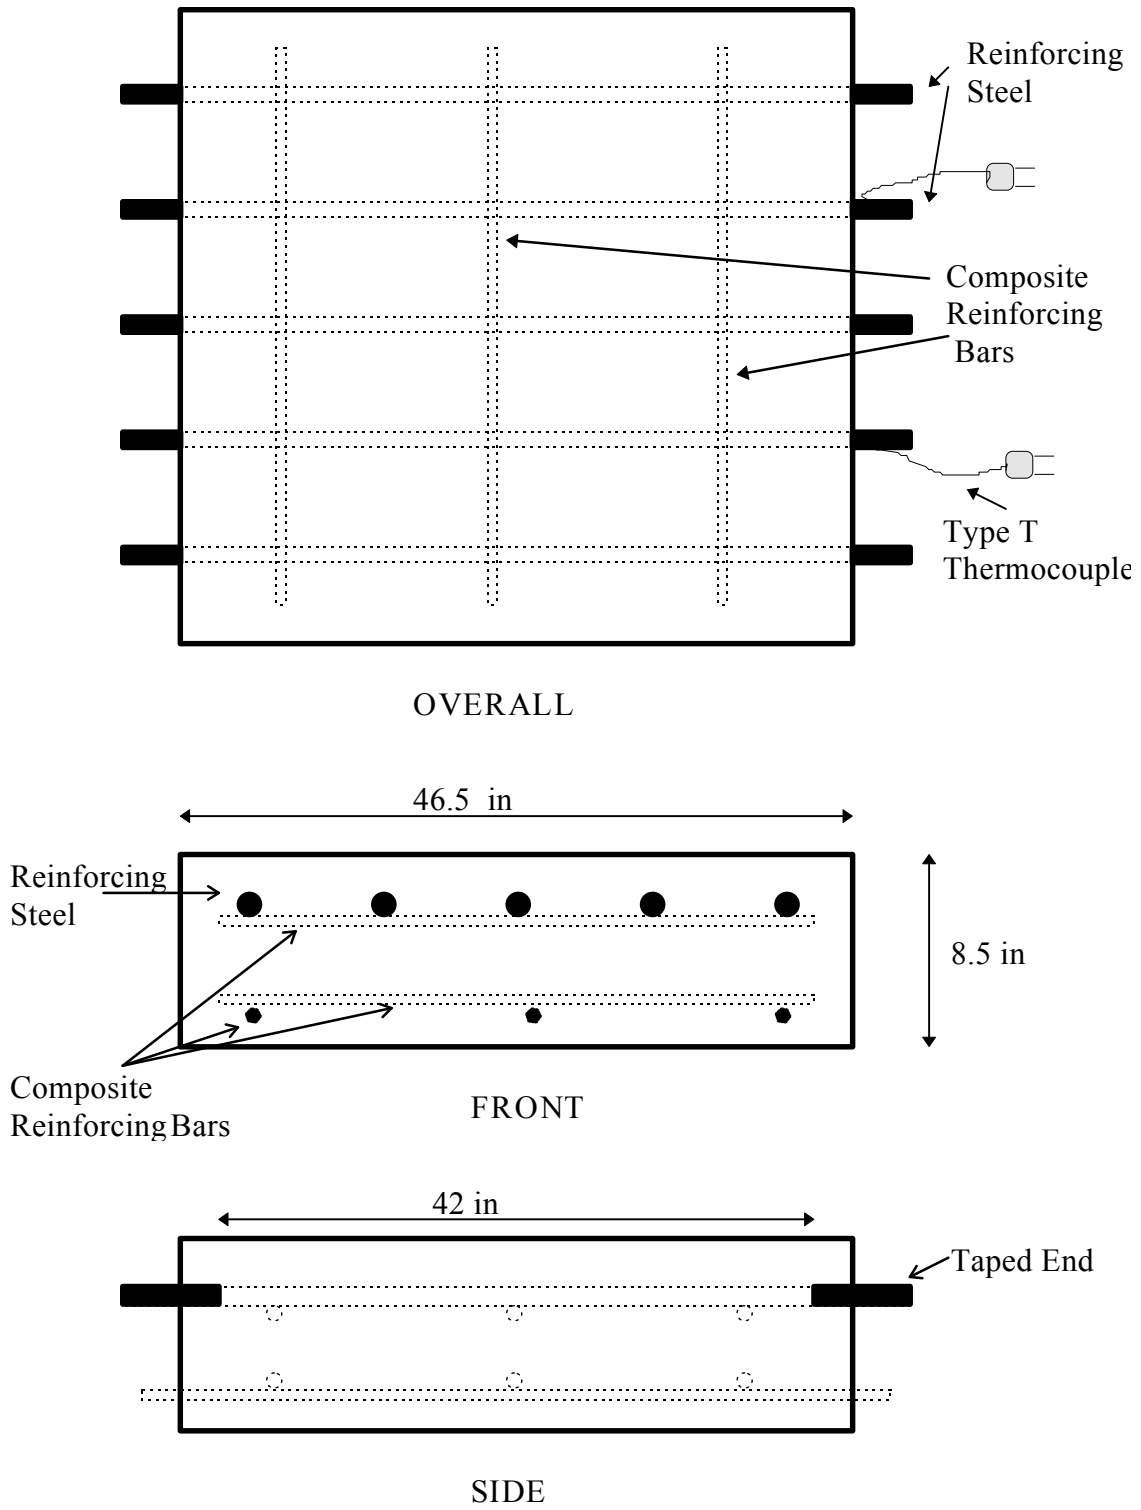 Reinforcing
Steel
Composite
Reinforcing
Bars
Type T
Thermocouple
OVERALL
46.5 in
Reinforcing
Steel
8.5 in
Composite
Reinforcing Bars
FRONT
42 in
Taped End
SIDE